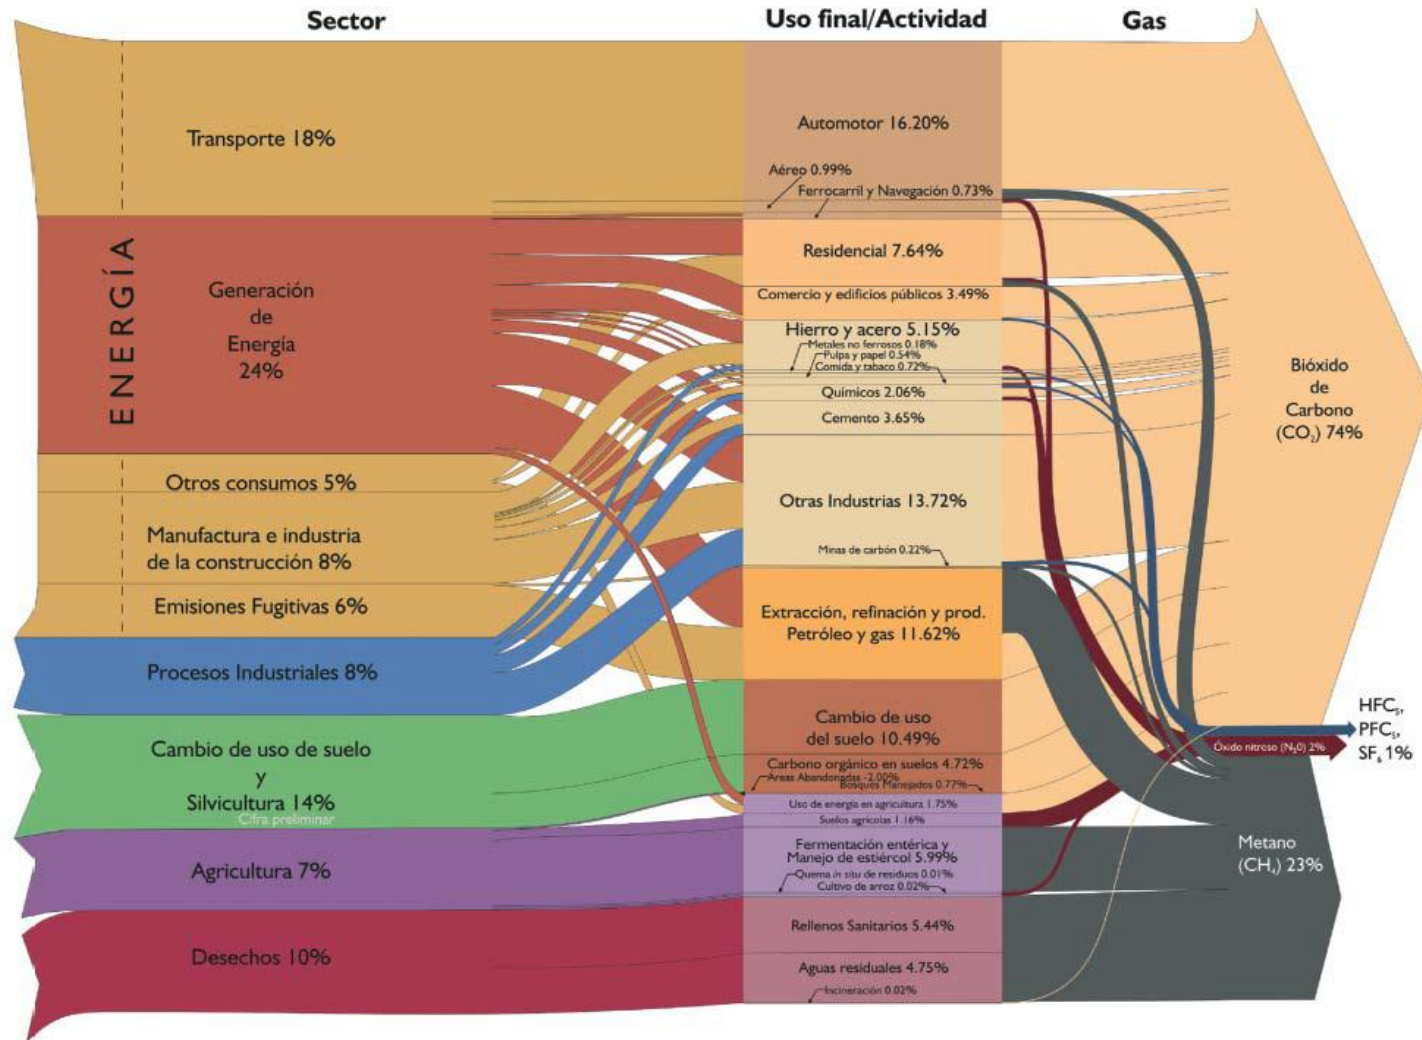 Sector
Uso final/Actividad
Gas
ENERGÍA
Transporte 18%
Generación
de
Energía
24%
Otros consumos 5%
Manufactura e industria
de la construcción 8%
Emisiones Fugitivas 6%
Procesos Industriales 8%
Cambio de uso de suelo
y
Silvicultura 14%
Cifra preliminar
Agricultura 7%
Desechos 10%
Automotor 16.20%
Aéreo 0.99%
Ferrocarril y Navegación 0.73%
Residencial 7.64%
Comercio y edificios públicos 3.49%
Hierro y acero 5.15%
Metales no ferrosos 0.18%
Pulpa y papel 0.54%
Comida y tabaco 0.72%
Químicos 2.06%
Cemento 3.65%
Otras Industrias 13.72%
Minas de carbón 0.22%
Extracción, refinación y prod.
Petróleo y gas 11.62%
Cambio de uso
del suelo 10.49%
Carbono orgánico en suelos 4.72%
Áreas Abandonadas -2.00%
Bosques Manejados 0.77%
Uso de energía en agricultura 1.75%
Suelos agrícolas 1.16%
Fermentación entérica y
Manejo de estiércol 5.99%
Quema in situ de residuos 0.01%
Cultivo de arroz 0.02%
Rellenos Sanitarios 5.44%
Aguas residuales 4.75%
Incineración 0.02%
Bióxido
de
Carbono
(CO₂) 74%
HFCs,
PFCs,
SF₆ 1%
Óxido nitroso (N₂0) 2%
Metano
(CH₄) 23%